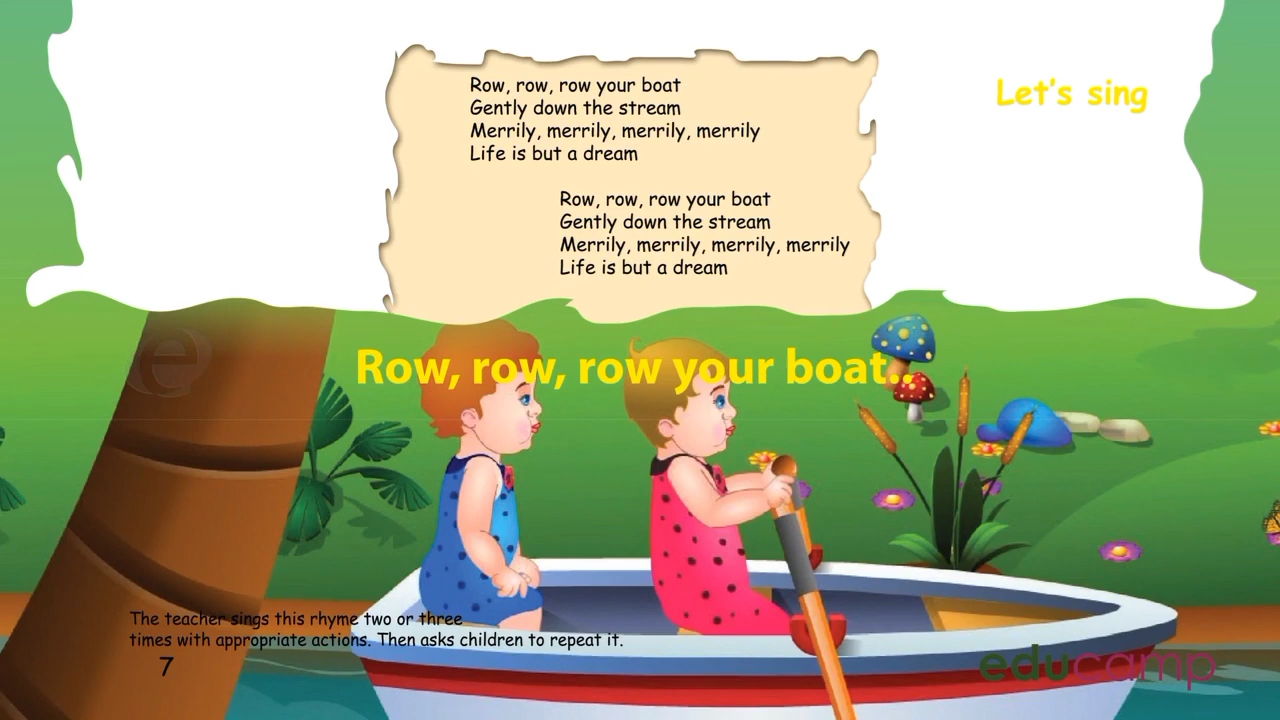 Let's sing
Row, row, row your boat
Gently down the stream
Merrily, merrily, merrily, merrily
Life is but a dream
Row, row, row your boat
Gently down the stream
Merrily, merrily, merrily, merrily
Life is but a dream
Row, row, row your boat..
The teacher sings this rhyme two or three
times with appropriate actions. Then asks children to repeat it.
7
e
educamp